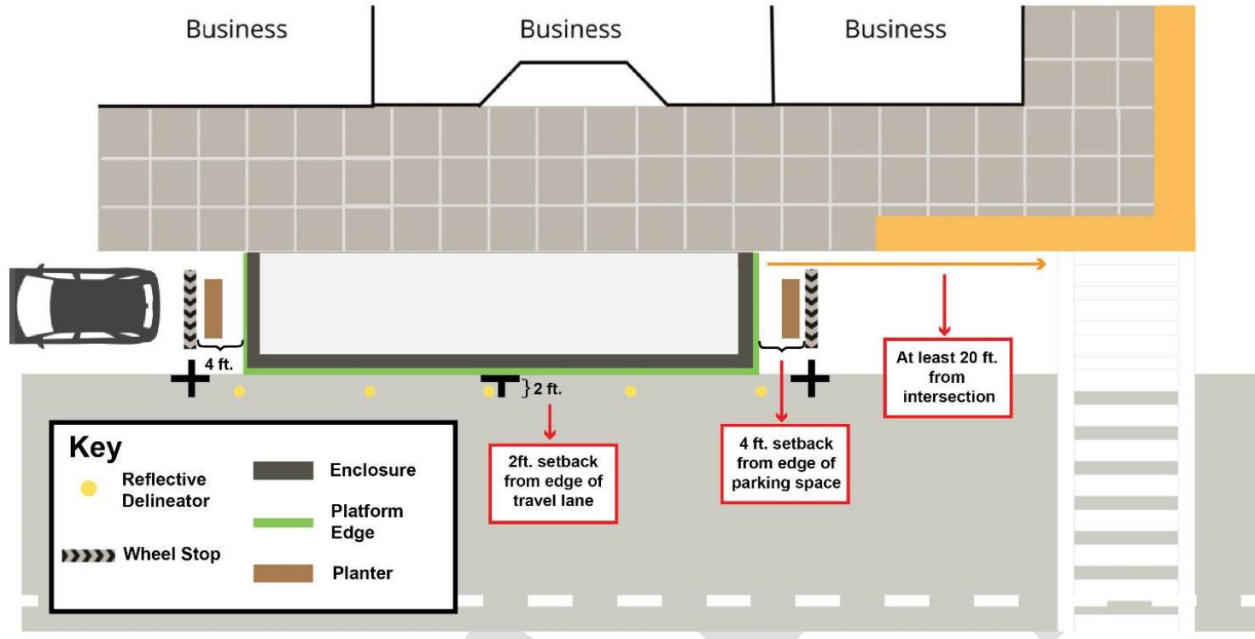 Business
Business
Business
4 ft.
2 ft.
At least 20 ft.
from
intersection
2ft. setback
from edge of
travel lane
4 ft. setback
from edge of
parking space
Key
Reflective
Delineator
Wheel Stop
Enclosure
Platform
Edge
Planter